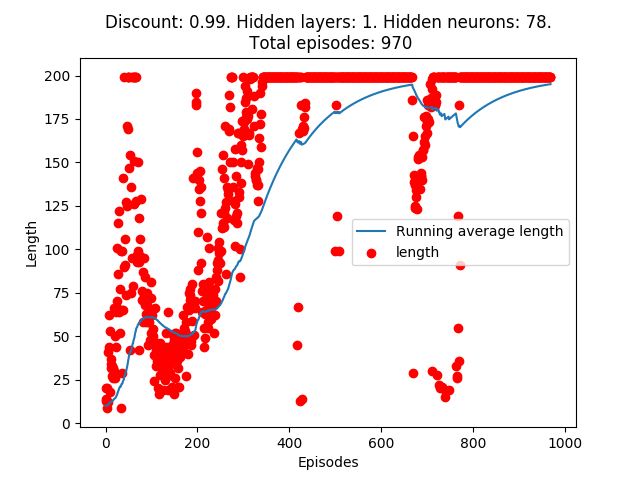 Discount: 0.99. Hidden layers: 1. Hidden neurons: 78.
Total episodes: 970
200
175
150
125
100
75
50
25
0
Length
Running average length
length
0
200
400
600
800
1000
Episodes